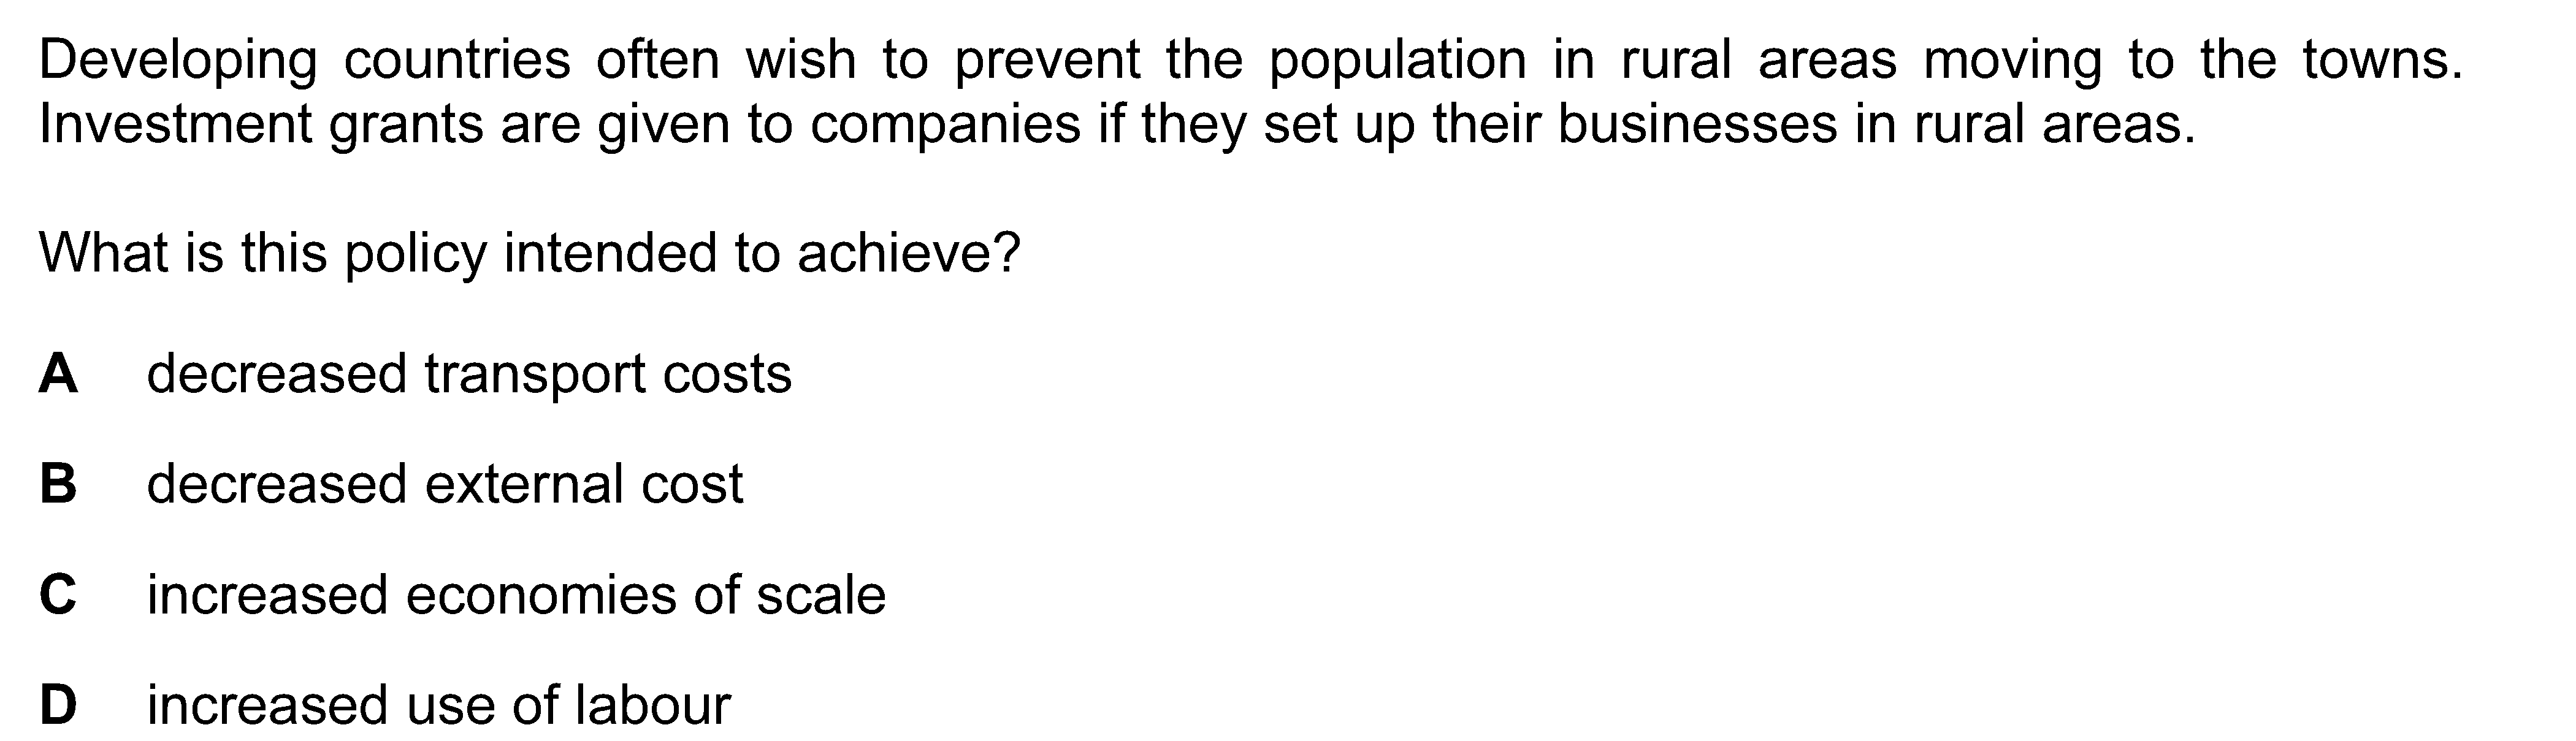 Developing countries often wish to prevent the population in rural areas moving to the towns.
Investment grants are given to companies if they set up their businesses in rural areas.
What is this policy intended to achieve?
A decreased transport costs
B decreased external cost
C increased economies of scale
D increased use of labour